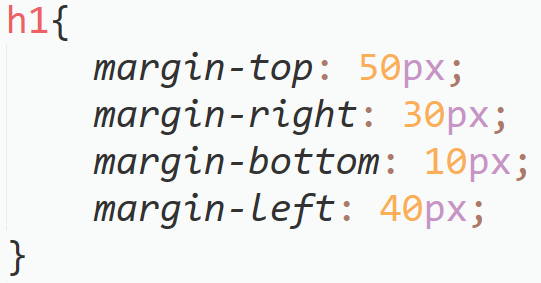 h1{
margin-top: 50px;
margin-right: 30px;
margin-bottom: 10px;
margin-left: 40px;
}